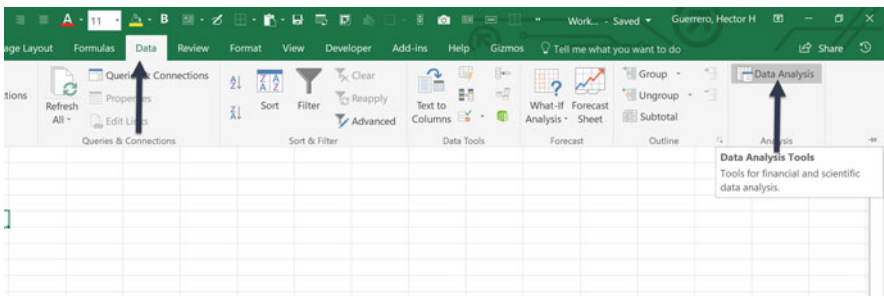 A 11 A B Work... - Saved Guerrero, Hector H
age Layout Formulas Data Review Format View Developer Add-ins Help Gizmos Tell me what you want to do Share
tions Refresh All Queries & Connections Properties Edit Links
Queries & Connections
A Z Z A Z A A Z Sort Filter Clear Reapply Advanced
Sort & Filter
Text to Columns
Data Tools
What-If Analysis Forecast Sheet
Forecast
Group Ungroup Subtotal
Outline
Data Analysis
Analysis
Data Analysis Tools
Tools for financial and scientific
data analysis.